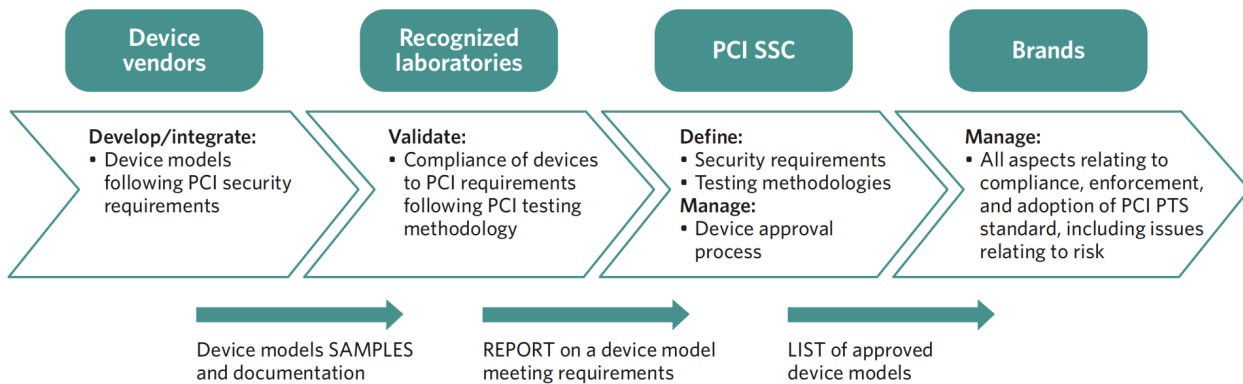 Device
vendors
Recognized
laboratories
PCI SSC
Brands
Develop/integrate:
▪ Device models
following PCI security
requirements
Validate:
▪ Compliance of devices
to PCI requirements
following PCI testing
methodology
Define:
▪ Security requirements
▪ Testing methodologies
Manage:
▪ Device approval
process
Manage:
▪ All aspects relating to
compliance, enforcement,
and adoption of PCI PTS
standard, including issues
relating to risk
Device models SAMPLES
and documentation
REPORT on a device model
meeting requirements
LIST of approved
device models